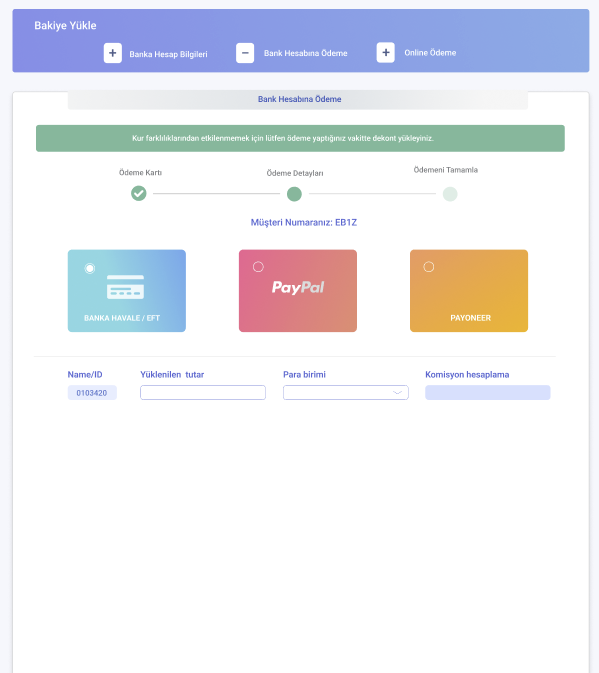 Bakiye Yükle
Banka Hesap Bilgileri
Bank Hesabına Ödeme
Online Ödeme
Bank Hesabına Ödeme
Kur farklılıklarından etkilenmemek için lütfen ödeme yaptığınız vakitte dekont yükleyiniz.
Ödeme Kartı
Ödeme Detayları
Ödemeni Tamamla
Müşteri Numaranız: EB1Z
BANKA HAVALE / EFT
PayPal
PAYONEER
Name/ID
Yüklenilen tutar
Para birimi
Komisyon hesaplama
0103420